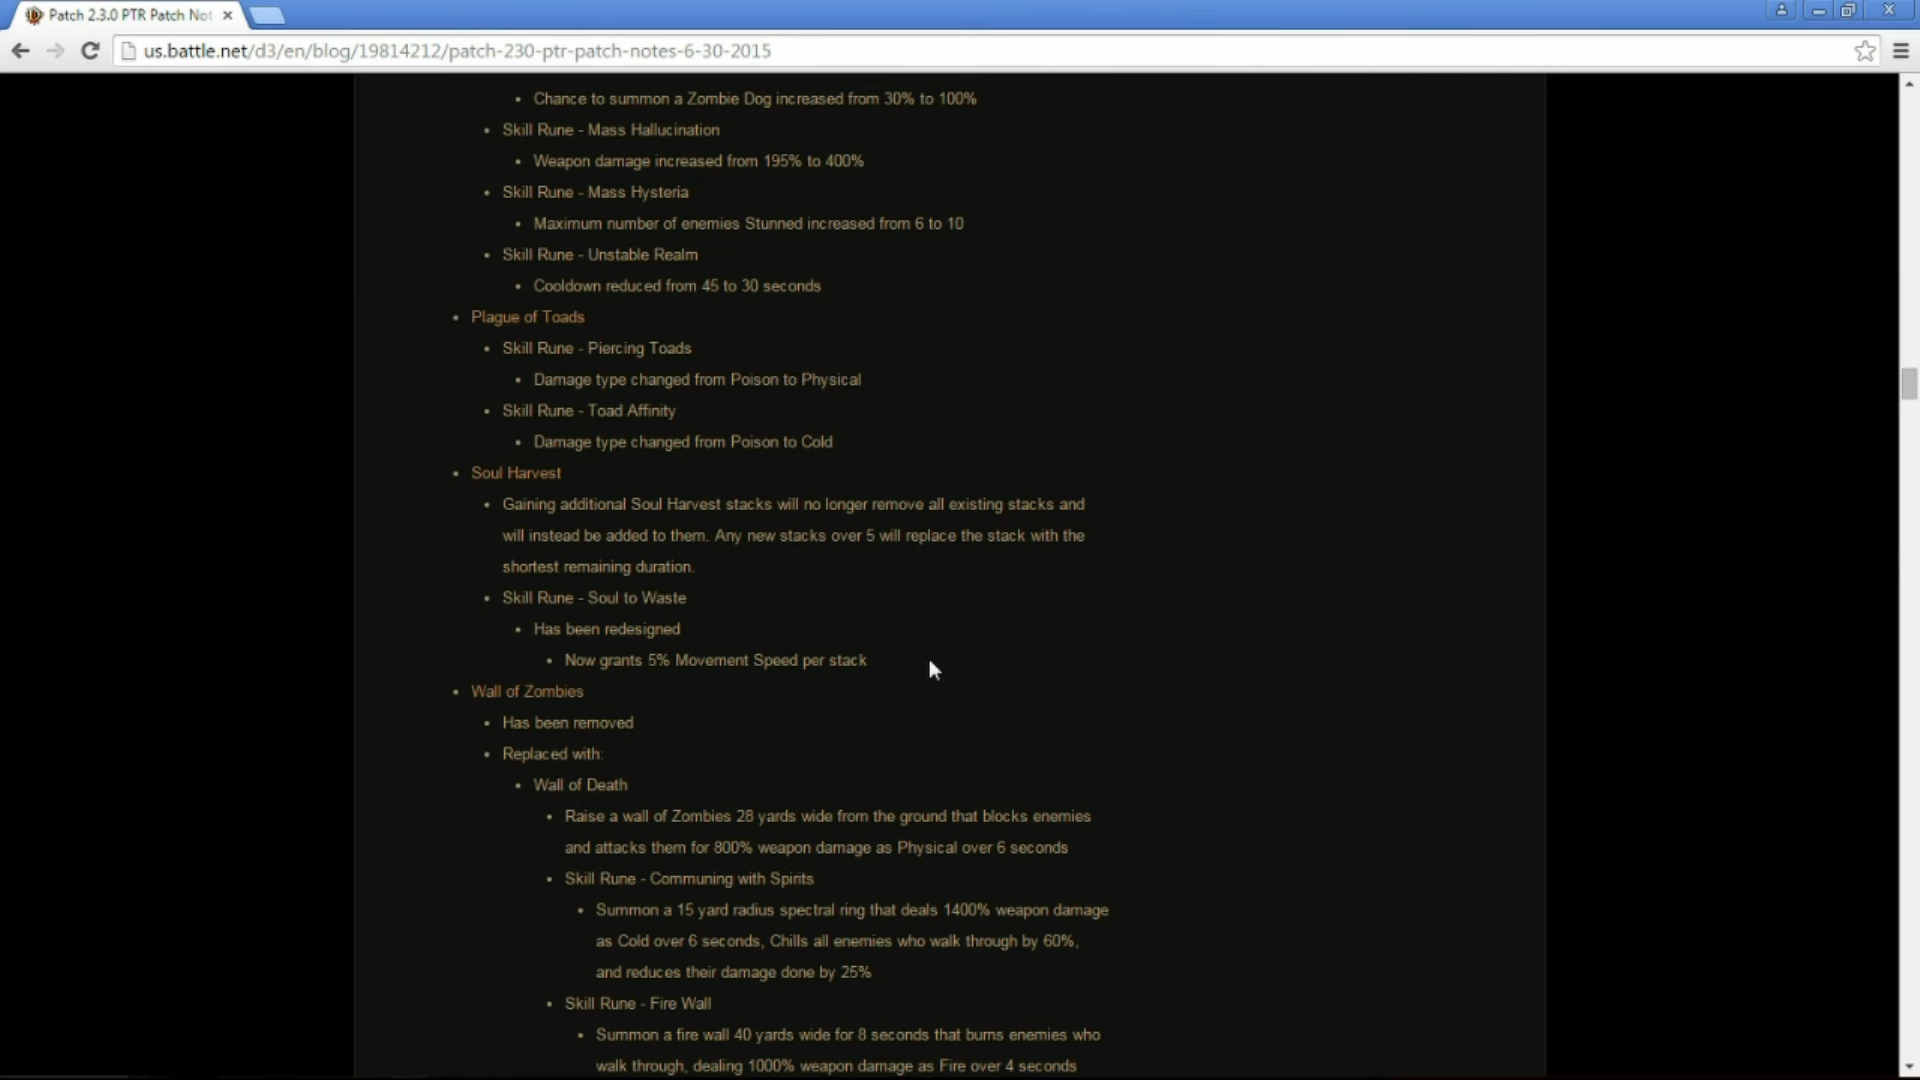 Patch 2.3.0 PTR Patch Not
us.battle.net/d3/en/blog/19814212/patch-230-ptr-patch-notes-6-30-2015
Chance to summon a Zombie Dog increased from 30% to 100%
Skill Rune - Mass Hallucination
Weapon damage increased from 195% to 400%
Skill Rune - Mass Hysteria
Maximum number of enemies Stunned increased from 6 to 10
Skill Rune - Unstable Realm
Cooldown reduced from 45 to 30 seconds
Plague of Toads
Skill Rune - Piercing Toads
Damage type changed from Poison to Physical
Skill Rune - Toad Affinity
Damage type changed from Poison to Cold
Soul Harvest
Gaining additional Soul Harvest stacks will no longer remove all existing stacks and
will instead be added to them. Any new stacks over 5 will replace the stack with the
shortest remaining duration.
Skill Rune - Soul to Waste
Has been redesigned
Now grants 5% Movement Speed per stack
Wall of Zombies
Has been removed
Replaced with:
Wall of Death
Raise a wall of Zombies 28 yards wide from the ground that blocks enemies
and attacks them for 800% weapon damage as Physical over 6 seconds
Skill Rune - Communing with Spirits
Summon a 15 yard radius spectral ring that deals 1400% weapon damage
as Cold over 6 seconds, Chills all enemies who walk through by 60%,
and reduces their damage done by 25%
Skill Rune - Fire Wall
Summon a fire wall 40 yards wide for 8 seconds that burns enemies who
walk through, dealing 1000% weapon damage as Fire over 4 seconds